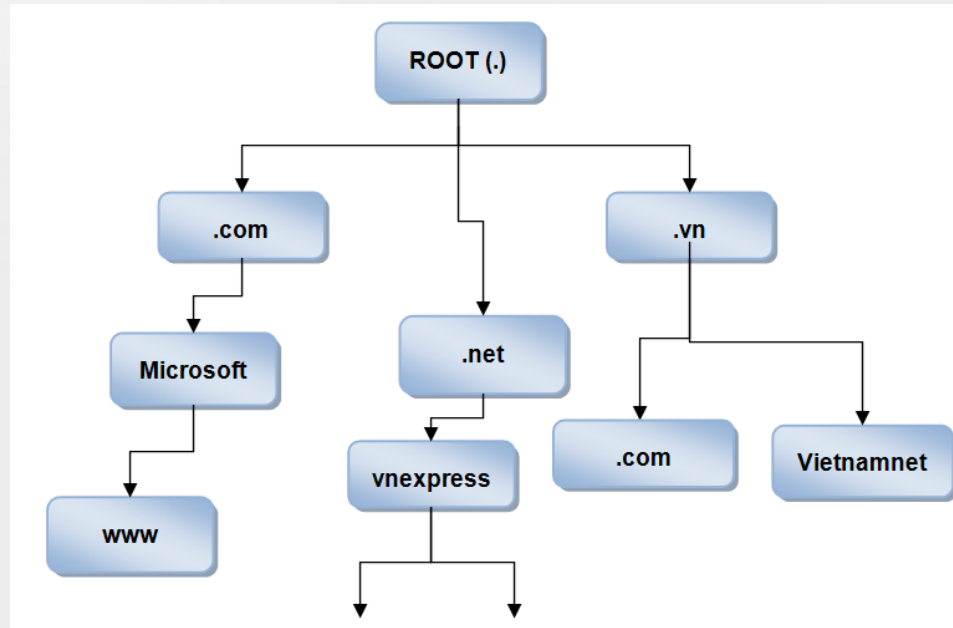 ROOT (.)
.com
.vn
Microsoft
.net
.com
Vietnamnet
vnexpress
www